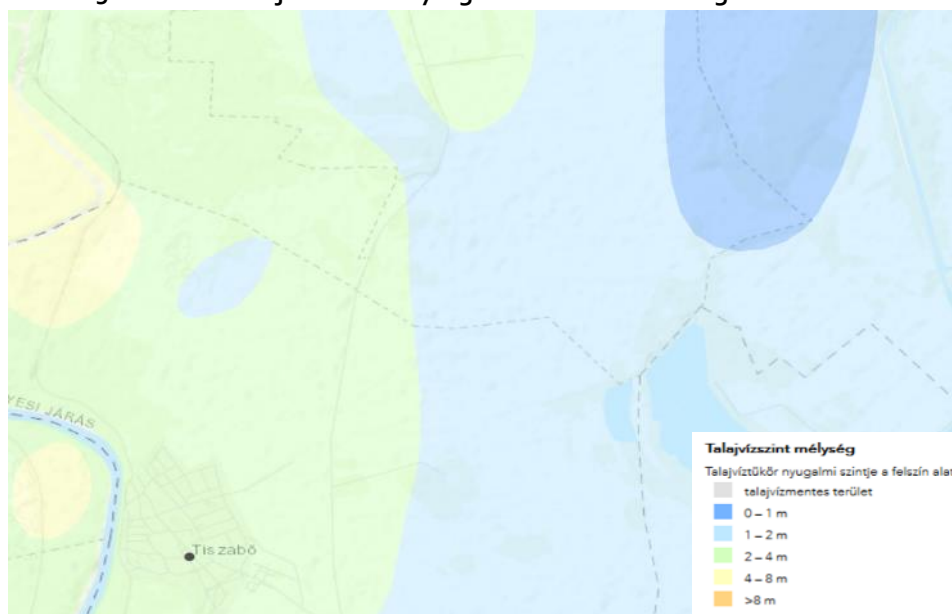 YESI JÁRÁS
Tiszabő
Talajvízszint mélység
Talajvíztükör nyugalmi szintje a felszín alat
talajvízmentes terület
0 – 1 m
1 – 2 m
2 – 4 m
4 – 8 m
>8 m